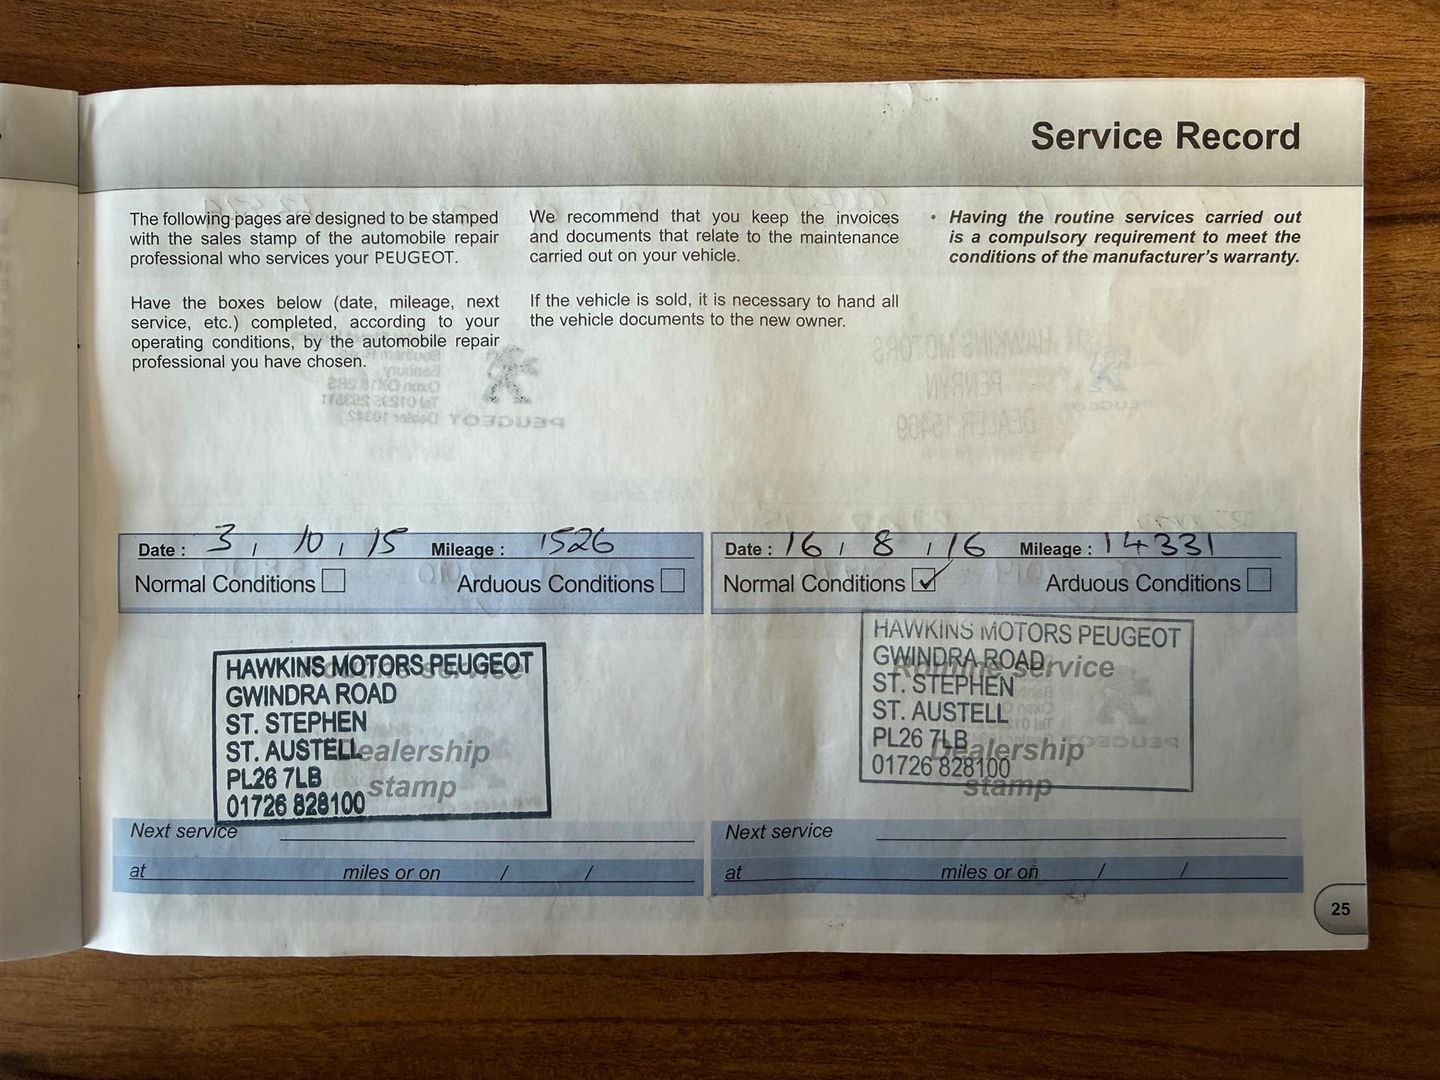 Service Record
The following pages are designed to be stamped
with the sales stamp of the automobile repair
professional who services your PEUGEOT.
Have the boxes below (date, mileage, next
service, etc.) completed, according to your
operating conditions, by the automobile repair
professional you have chosen.
We recommend that you keep the invoices
and documents that relate to the maintenance
carried out on your vehicle.
If the vehicle is sold, it is necessary to hand all
the vehicle documents to the new owner.
• Having the routine services carried out
is a compulsory requirement to meet the
conditions of the manufacturer's warranty.
Date : 3 / 10 / 15 Mileage : 1526
Normal Conditions Arduous Conditions
HAWKINS MOTORS PEUGEOT
GWINDRA ROAD
ST. STEPHEN
ST. AUSTELL
PL26 7LB
01726 828100
Dealership
stamp
Next service
at miles or on / /
Date : 16 / 8 / 16 Mileage : 14331
Normal Conditions ✓ Arduous Conditions
HAWKINS MOTORS PEUGEOT
GWINDRA ROAD
Routine service
ST. STEPHEN
ST. AUSTELL
PL26 7LB
Dealership
01726 828100
stamp
Next service
at miles or on / /
25